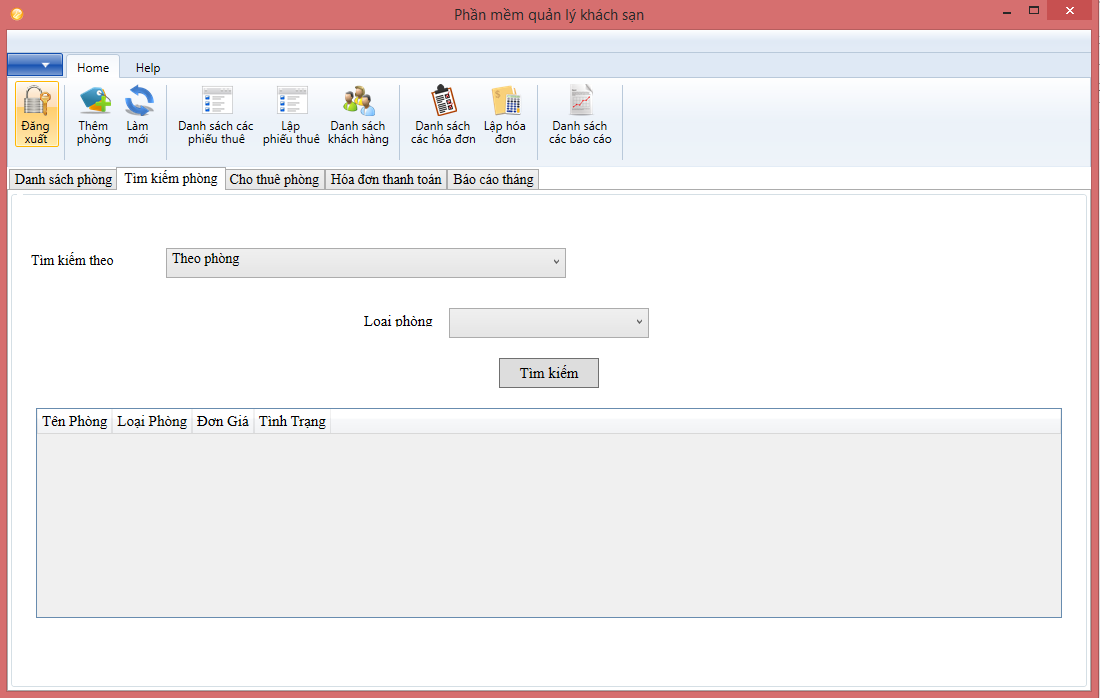 Phần mềm quản lý khách sạn
Home
Help
Đăng
xuất
Thêm
phòng
Làm
mới
Danh sách các
phiếu thuê
Lập
phiếu thuê
Danh sách
khách hàng
Danh sách
các hóa đơn
Lập hóa
đơn
Danh sách
các báo cáo
Danh sách phòng
Tìm kiếm phòng
Cho thuê phòng
Hóa đơn thanh toán
Báo cáo tháng
Tìm kiếm theo
Theo phòng
Loại phòng
Tìm kiếm
Tên Phòng
Loại Phòng
Đơn Giá
Tình Trạng